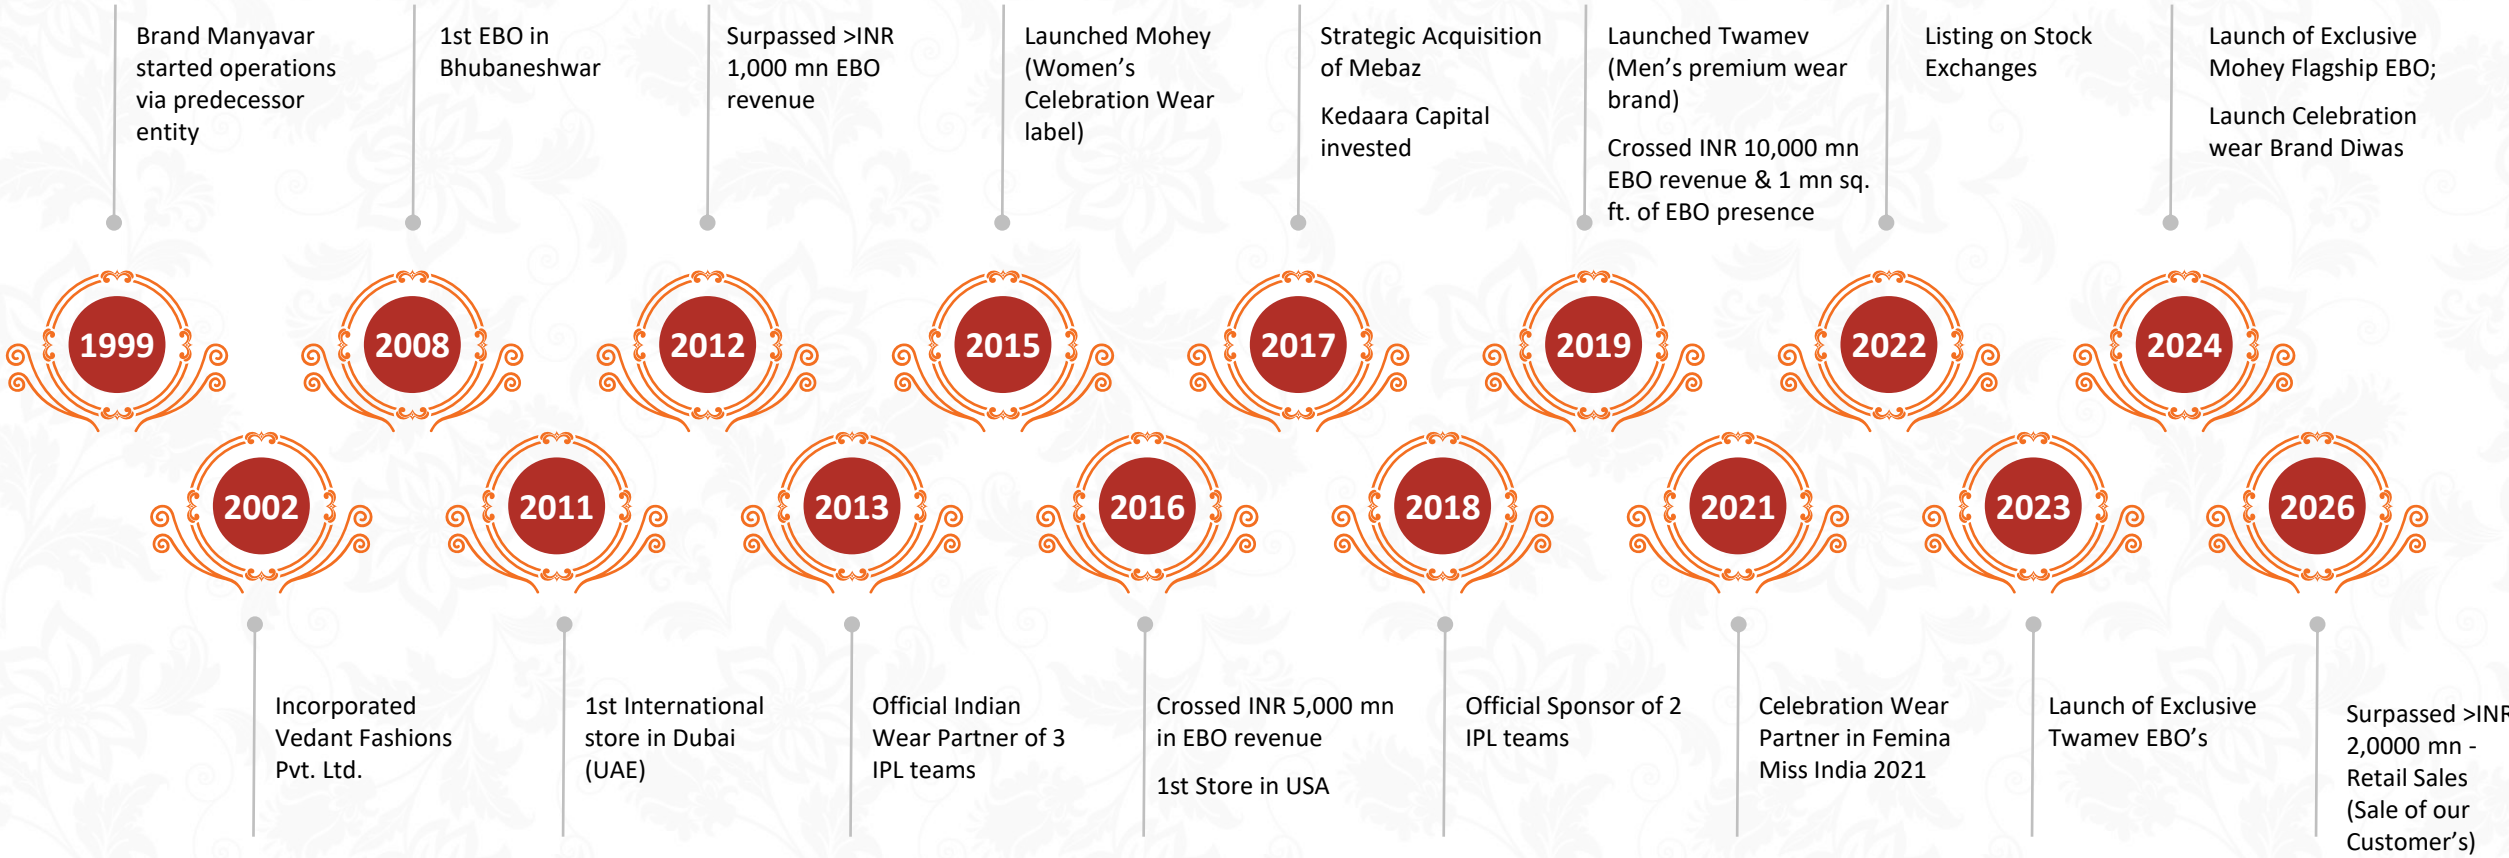 Brand Manyavar
started operations
via predecessor
entity
1st EBO in
Bhubaneshwar
Surpassed >INR
1,000 mn EBO
revenue
Launched Mohey
(Women’s
Celebration Wear
label)
Strategic Acquisition
of Mebaz
Kedaara Capital
invested
Launched Twamev
(Men’s premium wear
brand)
Crossed INR 10,000 mn
EBO revenue & 1 mn sq.
ft. of EBO presence
Listing on Stock
Exchanges
Launch of Exclusive
Mohey Flagship EBO;
Launch Celebration
wear Brand Diwas
1999
2008
2012
2015
2017
2019
2022
2024
2002
2011
2013
2016
2018
2021
2023
2026
Incorporated
Vedant Fashions
Pvt. Ltd.
1st International
store in Dubai
(UAE)
Official Indian
Wear Partner of 3
IPL teams
Crossed INR 5,000 mn
in EBO revenue
1st Store in USA
Official Sponsor of 2
IPL teams
Celebration Wear
Partner in Femina
Miss India 2021
Launch of Exclusive
Twamev EBO’s
Surpassed >INR
2,0000 mn -
Retail Sales
(Sale of our
Customer’s)